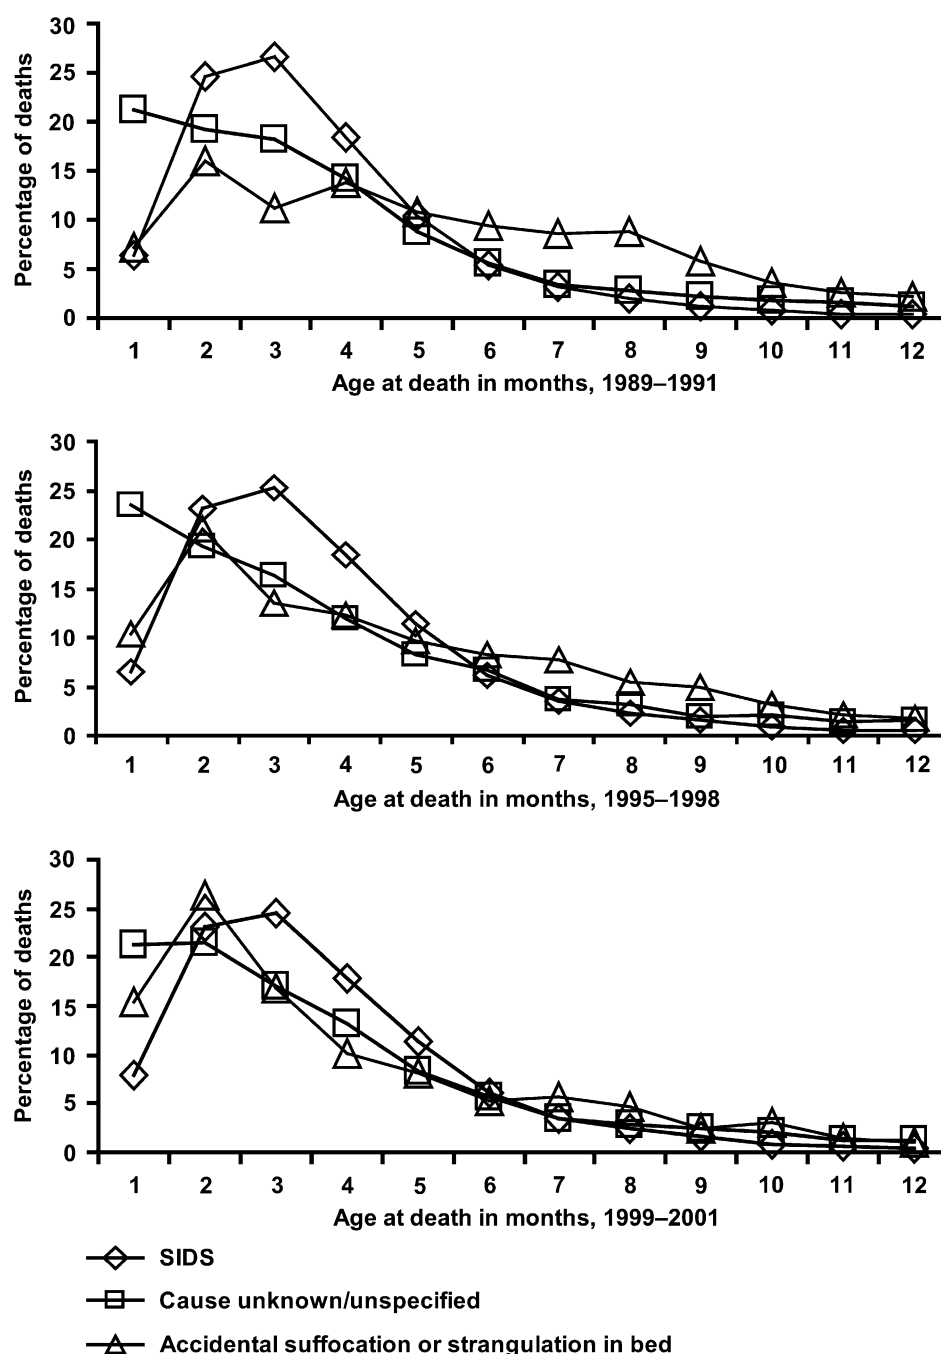 30
25
20
15
10
5
0
Percentage of deaths
1 2 3 4 5 6 7 8 9 10 11 12
Age at death in months, 1989–1991
30
25
20
15
10
5
0
Percentage of deaths
1 2 3 4 5 6 7 8 9 10 11 12
Age at death in months, 1995–1998
30
25
20
15
10
5
0
Percentage of deaths
1 2 3 4 5 6 7 8 9 10 11 12
Age at death in months, 1999–2001
SIDS
Cause unknown/unspecified
Accidental suffocation or strangulation in bed